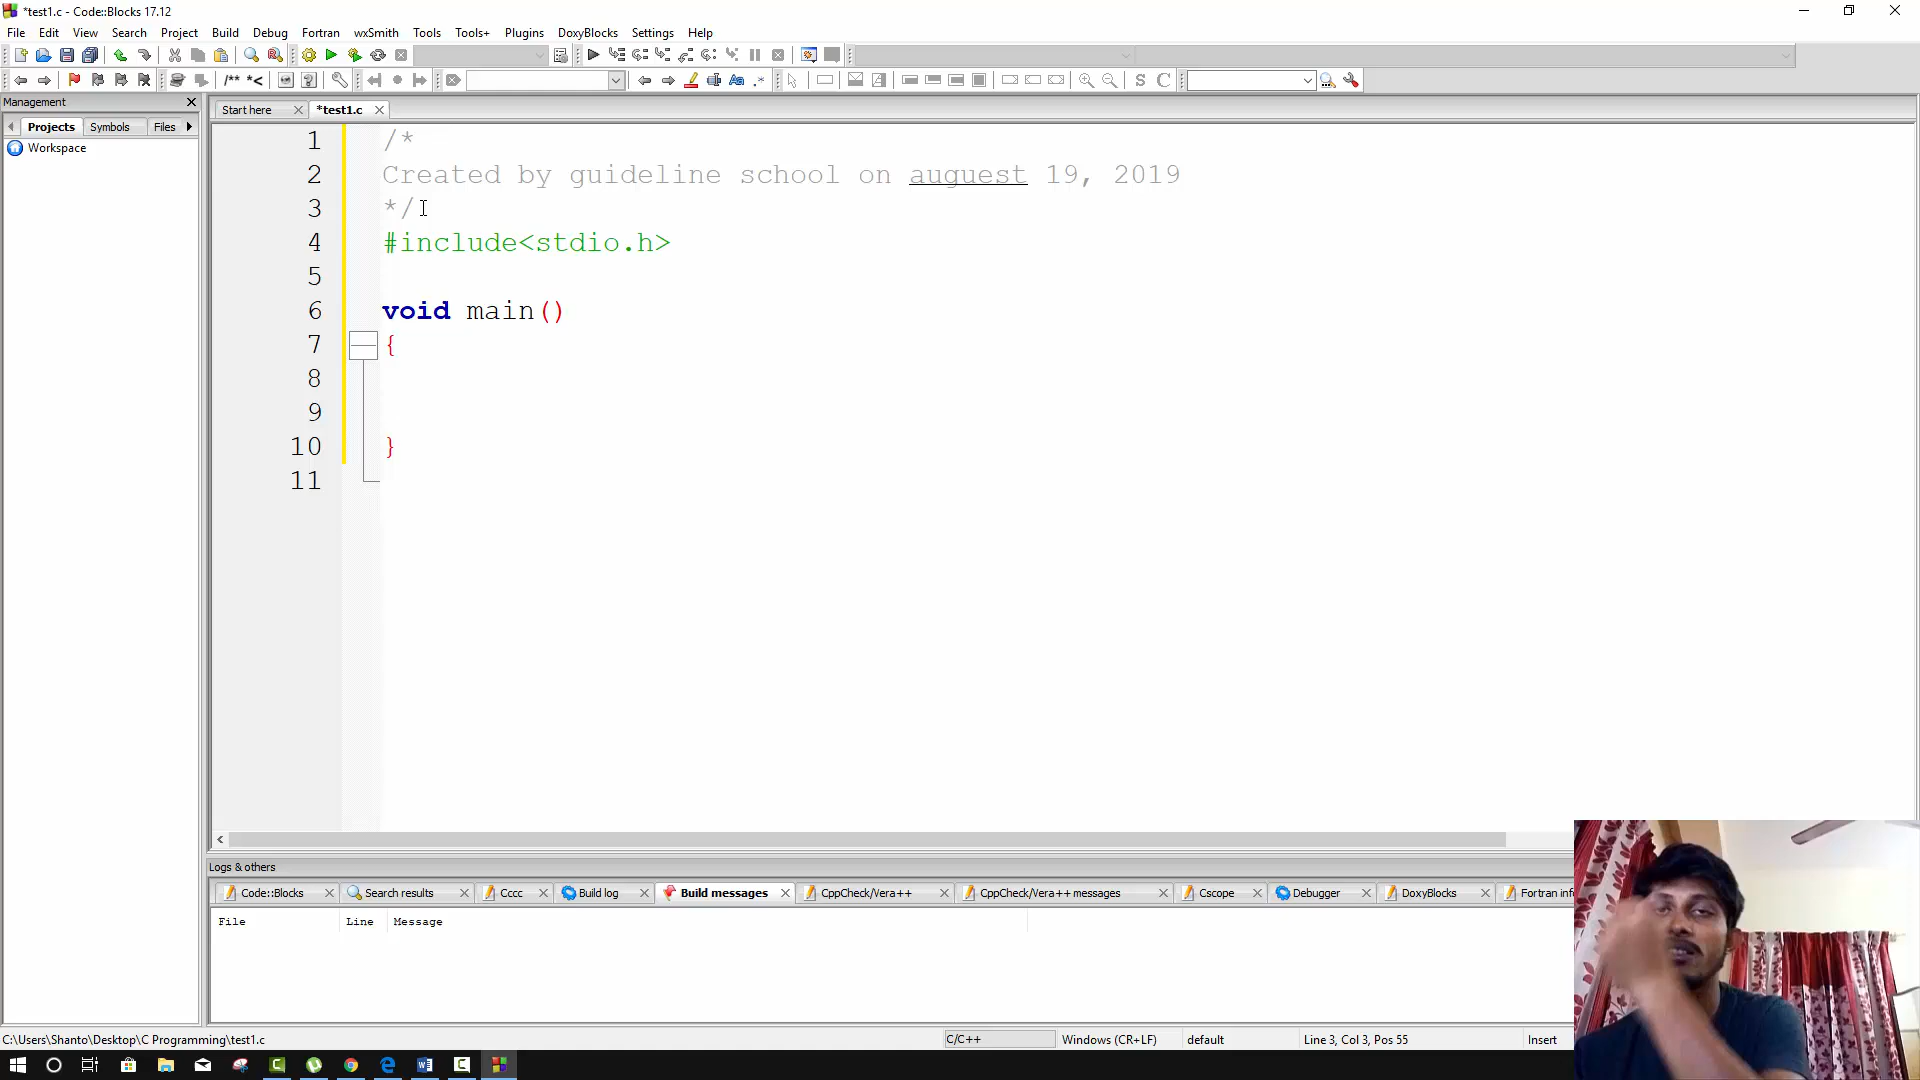 *test1.c - Code::Blocks 17.12
File Edit View Search Project Build Debug Fortran wxSmith Tools Tools+ Plugins DoxyBlocks Settings Help
/** *<
Management
Start here *test1.c
Projects Symbols Files
Workspace
1 /*
2 Created by guideline school on auguest 19, 2019
3 */
4 #include<stdio.h>
5
6 void main()
7 {
8
9
10 }
11
Logs & others
Code::Blocks Search results Cccc Build log Build messages CppCheck/Vera++ CppCheck/Vera++ messages Cscope Debugger DoxyBlocks Fortran inf
File Line Message
C:\Users\Shanto\Desktop\C Programming\test1.c C/C++ Windows (CR+LF) default Line 3, Col 3, Pos 55 Insert